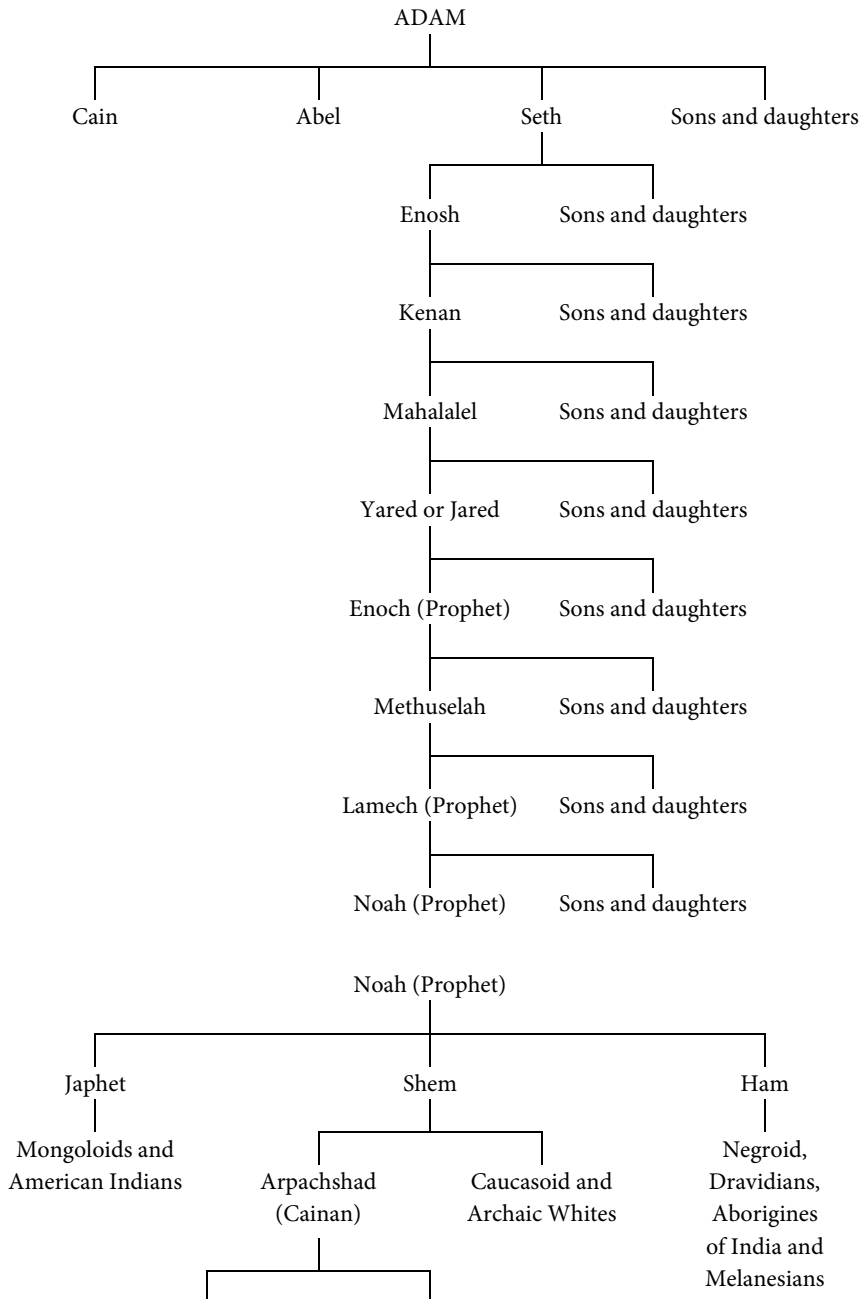 ADAM
Cain Abel Seth Sons and daughters
Enosh Sons and daughters
Kenan Sons and daughters
Mahalalel Sons and daughters
Yared or Jared Sons and daughters
Enoch (Prophet) Sons and daughters
Methuselah Sons and daughters
Lamech (Prophet) Sons and daughters
Noah (Prophet) Sons and daughters
Noah (Prophet)
Japhet Shem Ham
Mongoloids and
American Indians
Arpachshad
(Cainan)
Caucasoid and
Archaic Whites
Negroid,
Dravidians,
Aborigines
of India and
Melanesians